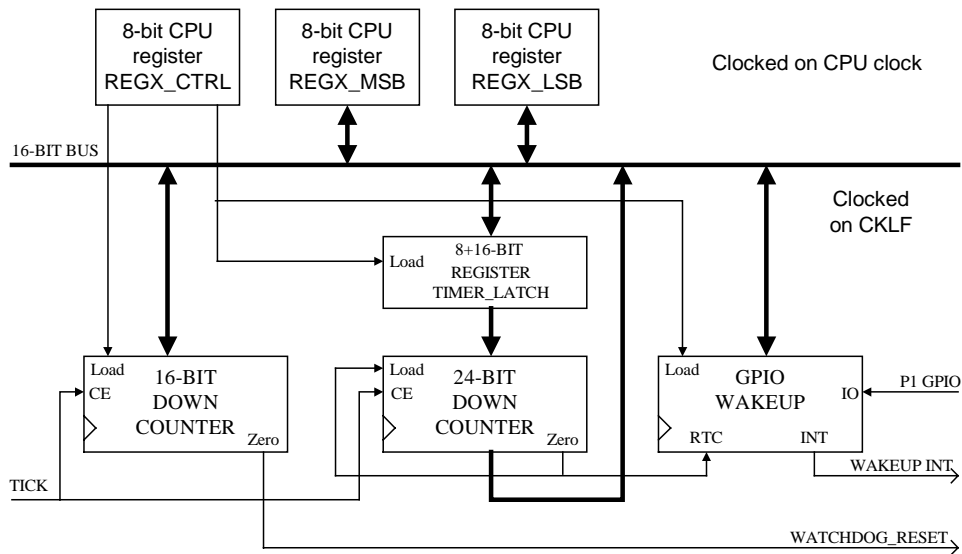 8-bit CPU
register
REGX_CTRL
8-bit CPU
register
REGX_MSB
8-bit CPU
register
REGX_LSB
Clocked on CPU clock
16-BIT BUS
Clocked
on CKLF
Load
8+16-BIT
REGISTER
TIMER_LATCH
Load
CE
16-BIT
DOWN
COUNTER
Zero
Load
CE
24-BIT
DOWN
COUNTER
Zero
Load
GPIO
WAKEUP
IO
RTC
INT
P1 GPIO
WAKEUP INT
TICK
WATCHDOG_RESET